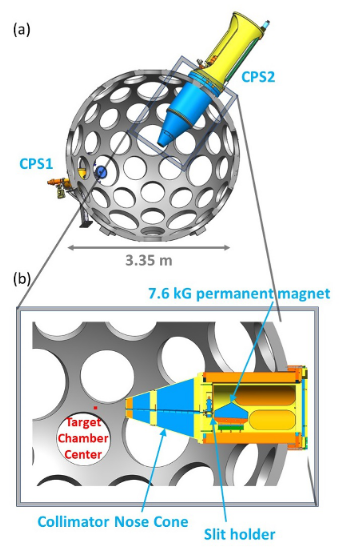 (a)
CPS2
CPS1
3.35 m
(b)
7.6 kG permanent magnet
Target
Chamber
Center
Collimator Nose Cone
Slit holder